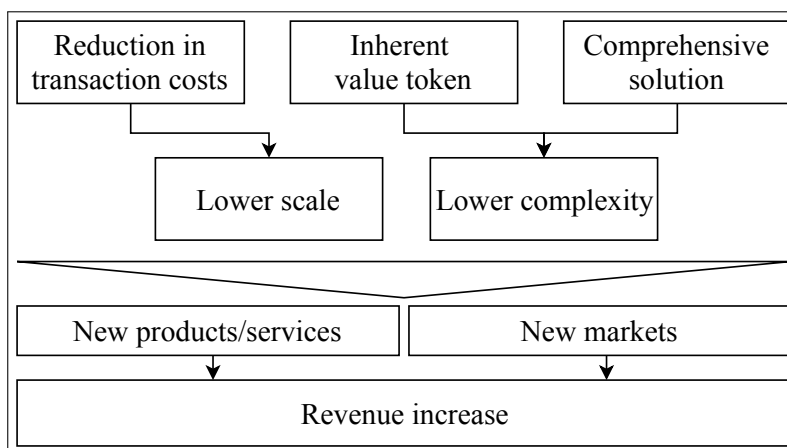 Reduction in
transaction costs
Inherent
value token
Comprehensive
solution
Lower scale
Lower complexity
New products/services
New markets
Revenue increase